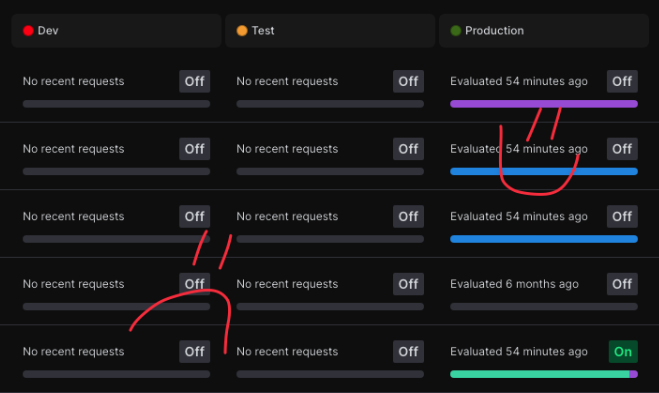 Dev Test Production
No recent requests Off No recent requests Off Evaluated 54 minutes ago Off
No recent requests Off No recent requests Off Evaluated 54 minutes ago Off
No recent requests Off No recent requests Off Evaluated 54 minutes ago Off
No recent requests Off No recent requests Off Evaluated 6 months ago Off
No recent requests Off No recent requests Off Evaluated 54 minutes ago On